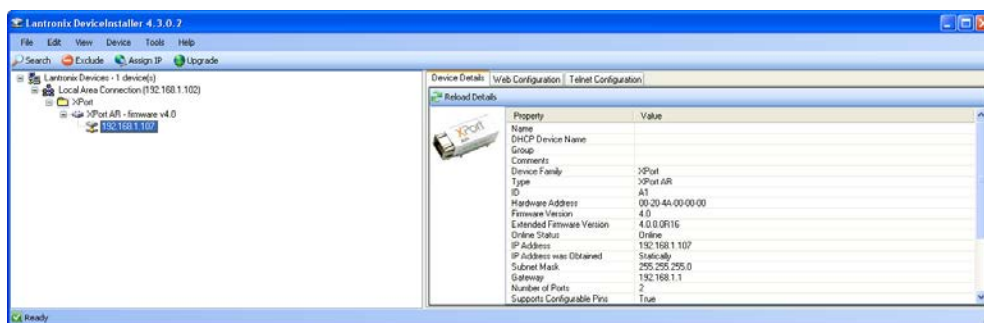 Lantronix DeviceInstaller 4.3.0.2
File Edit View Device Tools Help
Search Exclude Assign IP Upgrade
Lantronix Devices - 1 device(s)
Local Area Connection (192.168.1.102)
XPort
XPort AR - firmware v4.0
192.168.1.107
Device Details Web Configuration Telnet Configuration
Reload Details
XPort
Property Value
Name
DHCP Device Name
Group
Comments
Device Family XPort
Type XPort AR
ID A1
Hardware Address 00-20-4A-00-00-00
Firmware Version 4.0
Extended Firmware Version 4.0.0.0R16
Online Status Online
IP Address 192.168.1.107
IP Address was Obtained Statically
Subnet Mask 255.255.255.0
Gateway 192.168.1.1
Number of Ports 2
Supports Configurable Pins True
Ready